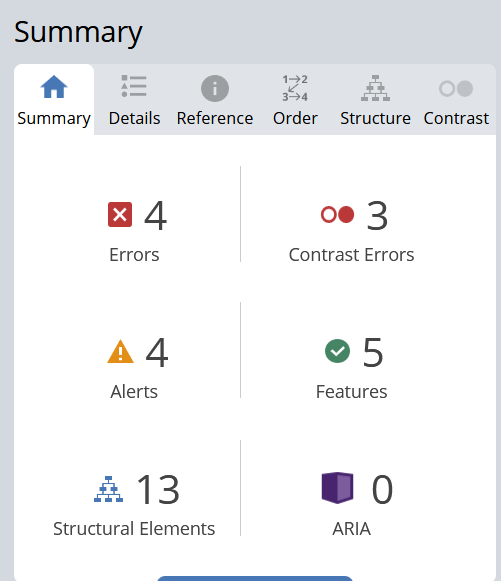 Summary
1 2
3 4
Summary Details Reference Order Structure Contrast
4 3
Errors Contrast Errors
4 5
Alerts Features
13 0
Structural Elements ARIA